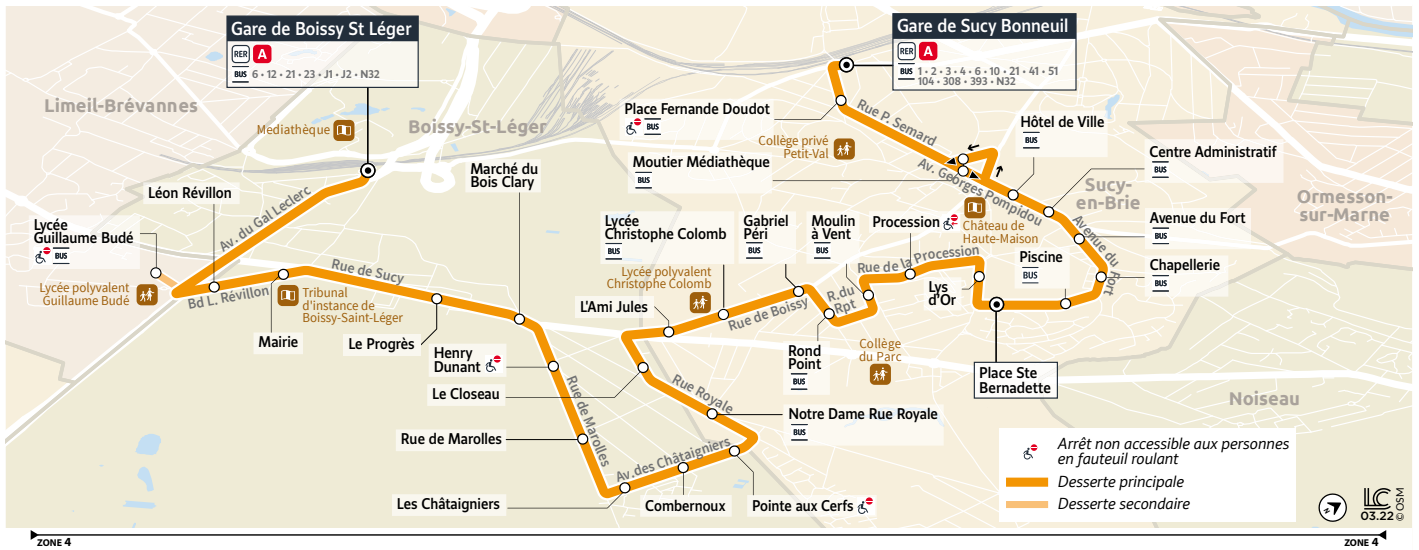 Gare de Boissy St Léger
RER A
BUS 6 • 12 • 21 • 23 • J1 • J2 • N32
Gare de Sucy Bonneuil
RER A
BUS 1 • 2 • 3 • 4 • 6 • 10 • 21 • 41 • 51
104 • 308 • 393 • N32
Limeil-Brévannes
Mediathèque
Boissy-St-Léger
Place Fernande Doudot
BUS
Rue P. Semard
Collège privé
Petit-Val
Hôtel de Ville
BUS
Moutier Médiathèque
BUS
Av. Georges Pompidou
Centre Administratif
BUS
Marché du
Bois Clary
Sucy-
en-Brie
Ormesson-
sur-Marne
Léon Révillon
Av. du Gal Leclerc
Lycée
Guillaume Budé
BUS
Lycée
Christophe Colomb
BUS
Gabriel
Péri
BUS
Moulin
à Vent
BUS
Procession
Château de
Haute-Maison
Avenue du Fort
Avenue du Fort
BUS
Rue de la Procession
Piscine
BUS
Chapellerie
BUS
Lycée polyvalent
Guillaume Budé
Bd L. Révillon
Rue de Sucy
Tribunal
d'instance de
Boissy-Saint-Léger
Lycée polyvalent
Christophe Colomb
L'Ami Jules
Rue de Boissy
R. du
Rpt
Lys
d'Or
Mairie
Le Progrès
Henry
Dunant
Rond
Point
BUS
Collège
du Parc
Place Ste
Bernadette
Le Closeau
Rue Royale
Rue de Marolles
Noiseau
Notre Dame Rue Royale
BUS
Rue de Marolles
Av. des Châtaigniers
Les Châtaigniers
Combernoux
Pointe aux Cerfs
Arrêt non accessible aux personnes
en fauteuil roulant
Desserte principale
Desserte secondaire
LC
03.22
© OSM
ZONE 4
ZONE 4